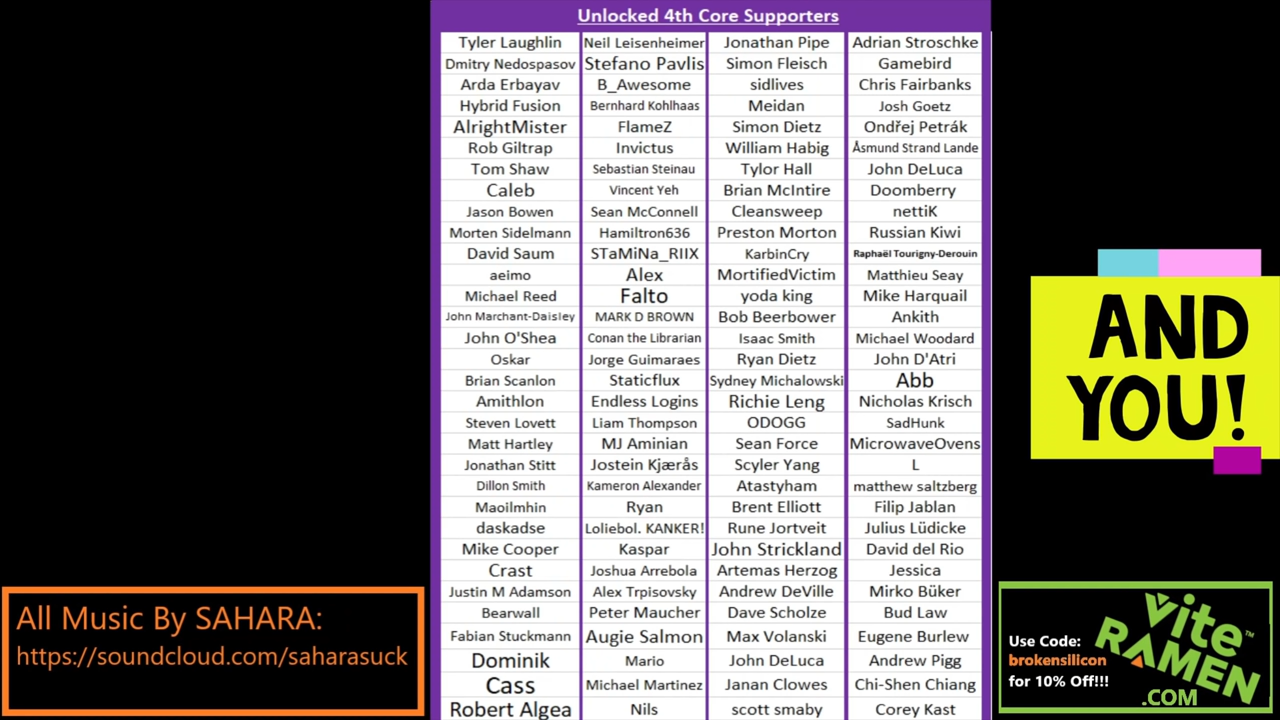 Unlocked 4th Core Supporters
Tyler Laughlin Neil Leisenheimer Jonathan Pipe Adrian Stroschke
Dmitry Nedospasov Stefano Pavlis Simon Fleisch Gamebird
Arda Erbayav B_Awesome sidlives Chris Fairbanks
Hybrid Fusion Bernhard Kohlhaas Meidan Josh Goetz
AlrightMister FlameZ Simon Dietz Ondřej Petrák
Rob Giltrap Invictus William Habig Åsmund Strand Lande
Tom Shaw Sebastian Steinau Tylor Hall John DeLuca
Caleb Vincent Yeh Brian McIntire Doomberry
Jason Bowen Sean McConnell Cleansweep nettiK
Morten Sidelmann Hamiltron636 Preston Morton Russian Kiwi
David Saum STaMiNa_RIIX KarbinCry Raphaël Tourigny-Derouin
aeimo Alex MortifiedVictim Matthieu Seay
Michael Reed Falto yoda king Mike Harquail
John Marchant-Daisley MARK D BROWN Bob Beerbower Ankith
John O'Shea Conan the Librarian Isaac Smith Michael Woodard
Oskar Jorge Guimaraes Ryan Dietz John D'Atri
Brian Scanlon Staticflux Sydney Michalowski Abb
Amithlon Endless Logins Richie Leng Nicholas Krisch
Steven Lovett Liam Thompson ODOGG SadHunk
Matt Hartley MJ Aminian Sean Force MicrowaveOvens
Jonathan Stitt Jostein Kjærås Scyler Yang L
Dillon Smith Kameron Alexander Atastyham matthew saltzberg
Maoilmhin Ryan Brent Elliott Filip Jablan
daskadse Loliebol. KANKER! Rune Jortveit Julius Lüdicke
Mike Cooper Kaspar John Strickland David del Rio
Crast Joshua Arrebola Artemas Herzog Jessica
Justin M Adamson Alex Trpisovsky Andrew DeVille Mirko Büker
Bearwall Peter Maucher Dave Scholze Bud Law
Fabian Stuckmann Augie Salmon Max Volanski Eugene Burlew
Dominik Mario John DeLuca Andrew Pigg
Cass Michael Martinez Janan Clowes Chi-Shen Chiang
Robert Algea Nils scott smaby Corey Kast
AND
YOU!
All Music By SAHARA:
https://soundcloud.com/saharasuck
Use Code:
brokensilicon
for 10% Off!!!
Vite™
RAMEN
.COM